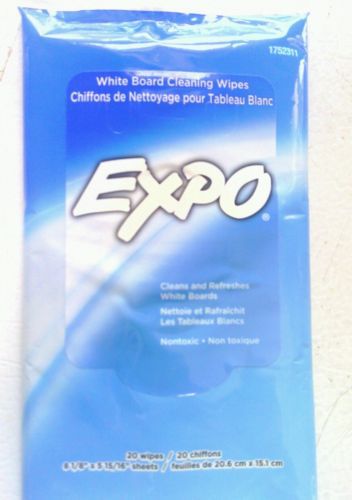 1752311
White Board Cleaning Wipes
Chiffons de Nettoyage pour Tableau Blanc
EXPO®
Cleans and Refreshes
White Boards
Nettoie et Rafraîchit
Les Tableaux Blancs
Nontoxic • Non toxique
20 wipes / 20 chiffons
8 1/8" x 5 15/16" sheets / feuilles de 20.6 cm x 15.1 cm